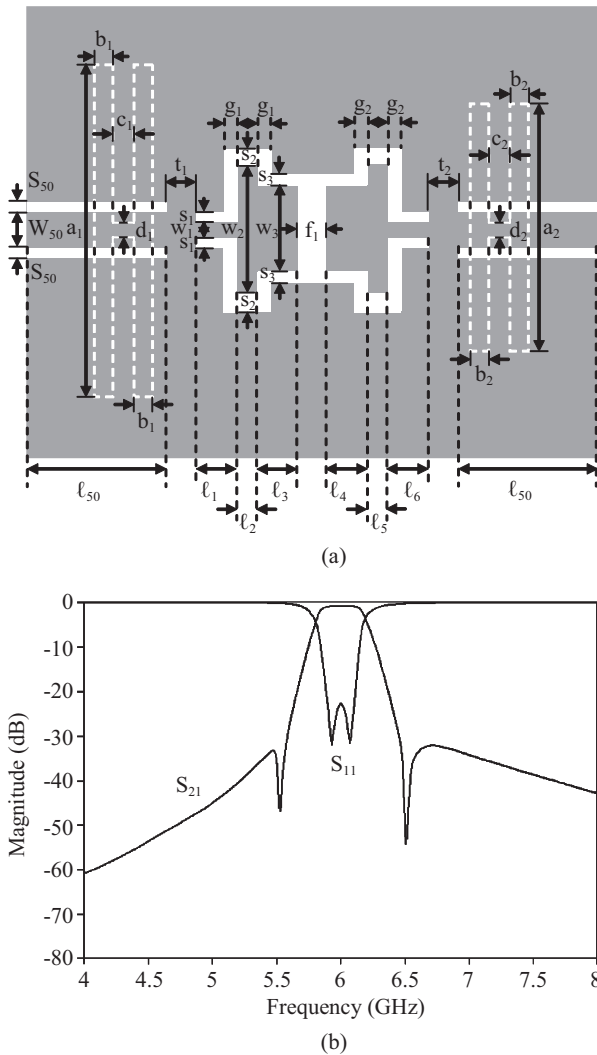 b₁
b₂
g₁ g₁
g₂ g₂
c₁
c₂
t₁
t₂
s₂
s₃
S₅₀
s₁
W₅₀ a₁ d₁ w₁ w₂ w₃ f₁ d₂ a₂
s₁
S₅₀
s₃
s₂
b₂
b₁
ℓ₅₀ ℓ₁ ℓ₃ ℓ₄ ℓ₆ ℓ₅₀
ℓ₂ ℓ₅
(a)
0
-10
-20
-30
-40
-50
-60
-70
-80
Magnitude (dB)
S₂₁
S₁₁
4 4.5 5 5.5 6 6.5 7 7.5 8
Frequency (GHz)
(b)